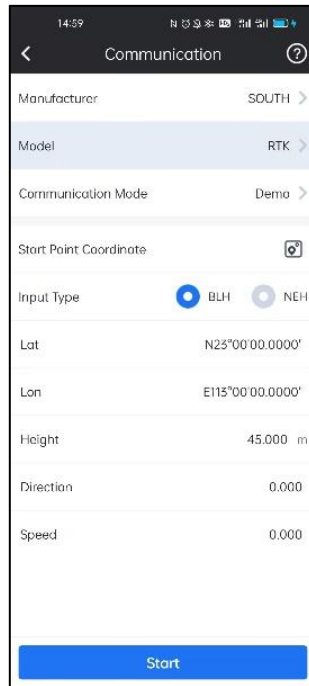 14:59
Communication
Manufacturer SOUTH
Model RTK
Communication Mode Demo
Start Point Coordinate
Input Type BLH NEH
Lat N23°00'00.0000"
Lon E113°00'00.0000"
Height 45.000 m
Direction 0.000
Speed 0.000
Start